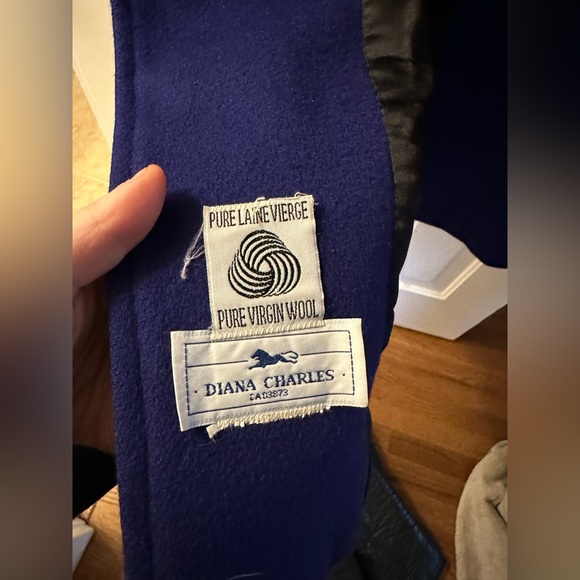 PURE LAINE VIERGE
PURE VIRGIN WOOL
· DIANA CHARLES ·
CA03873